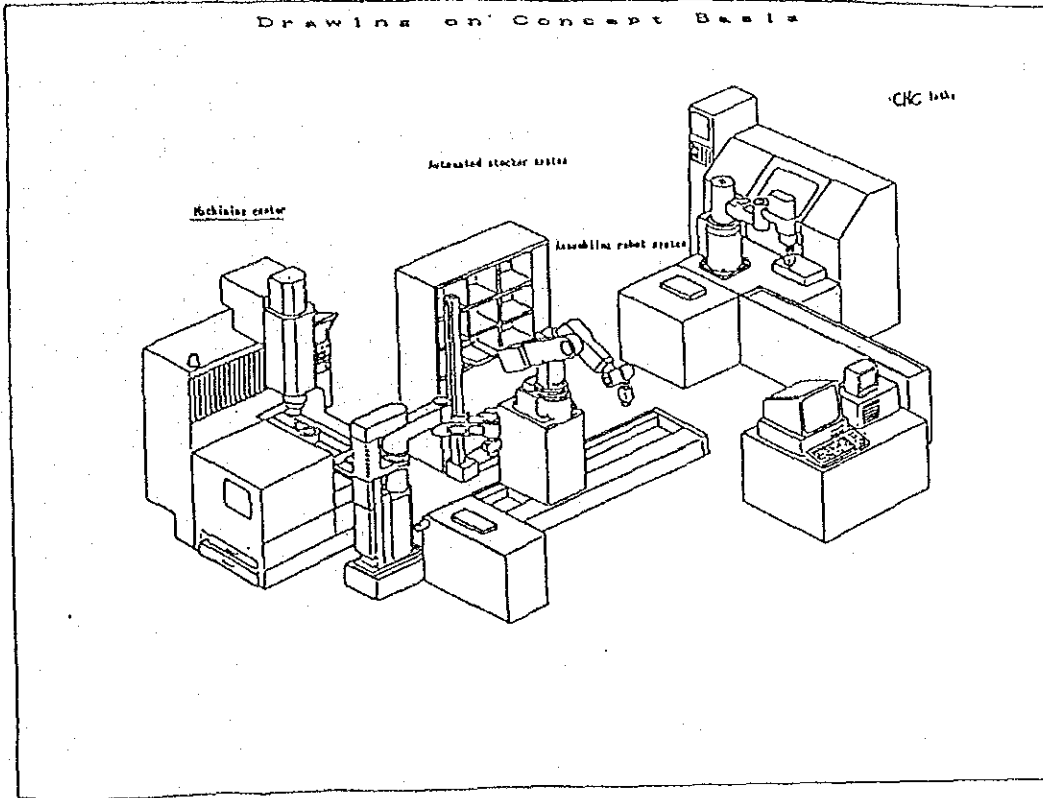 Drawing on Concept Basis
CNC lathe
Automated stocker system
Machining center
Assembling robot system